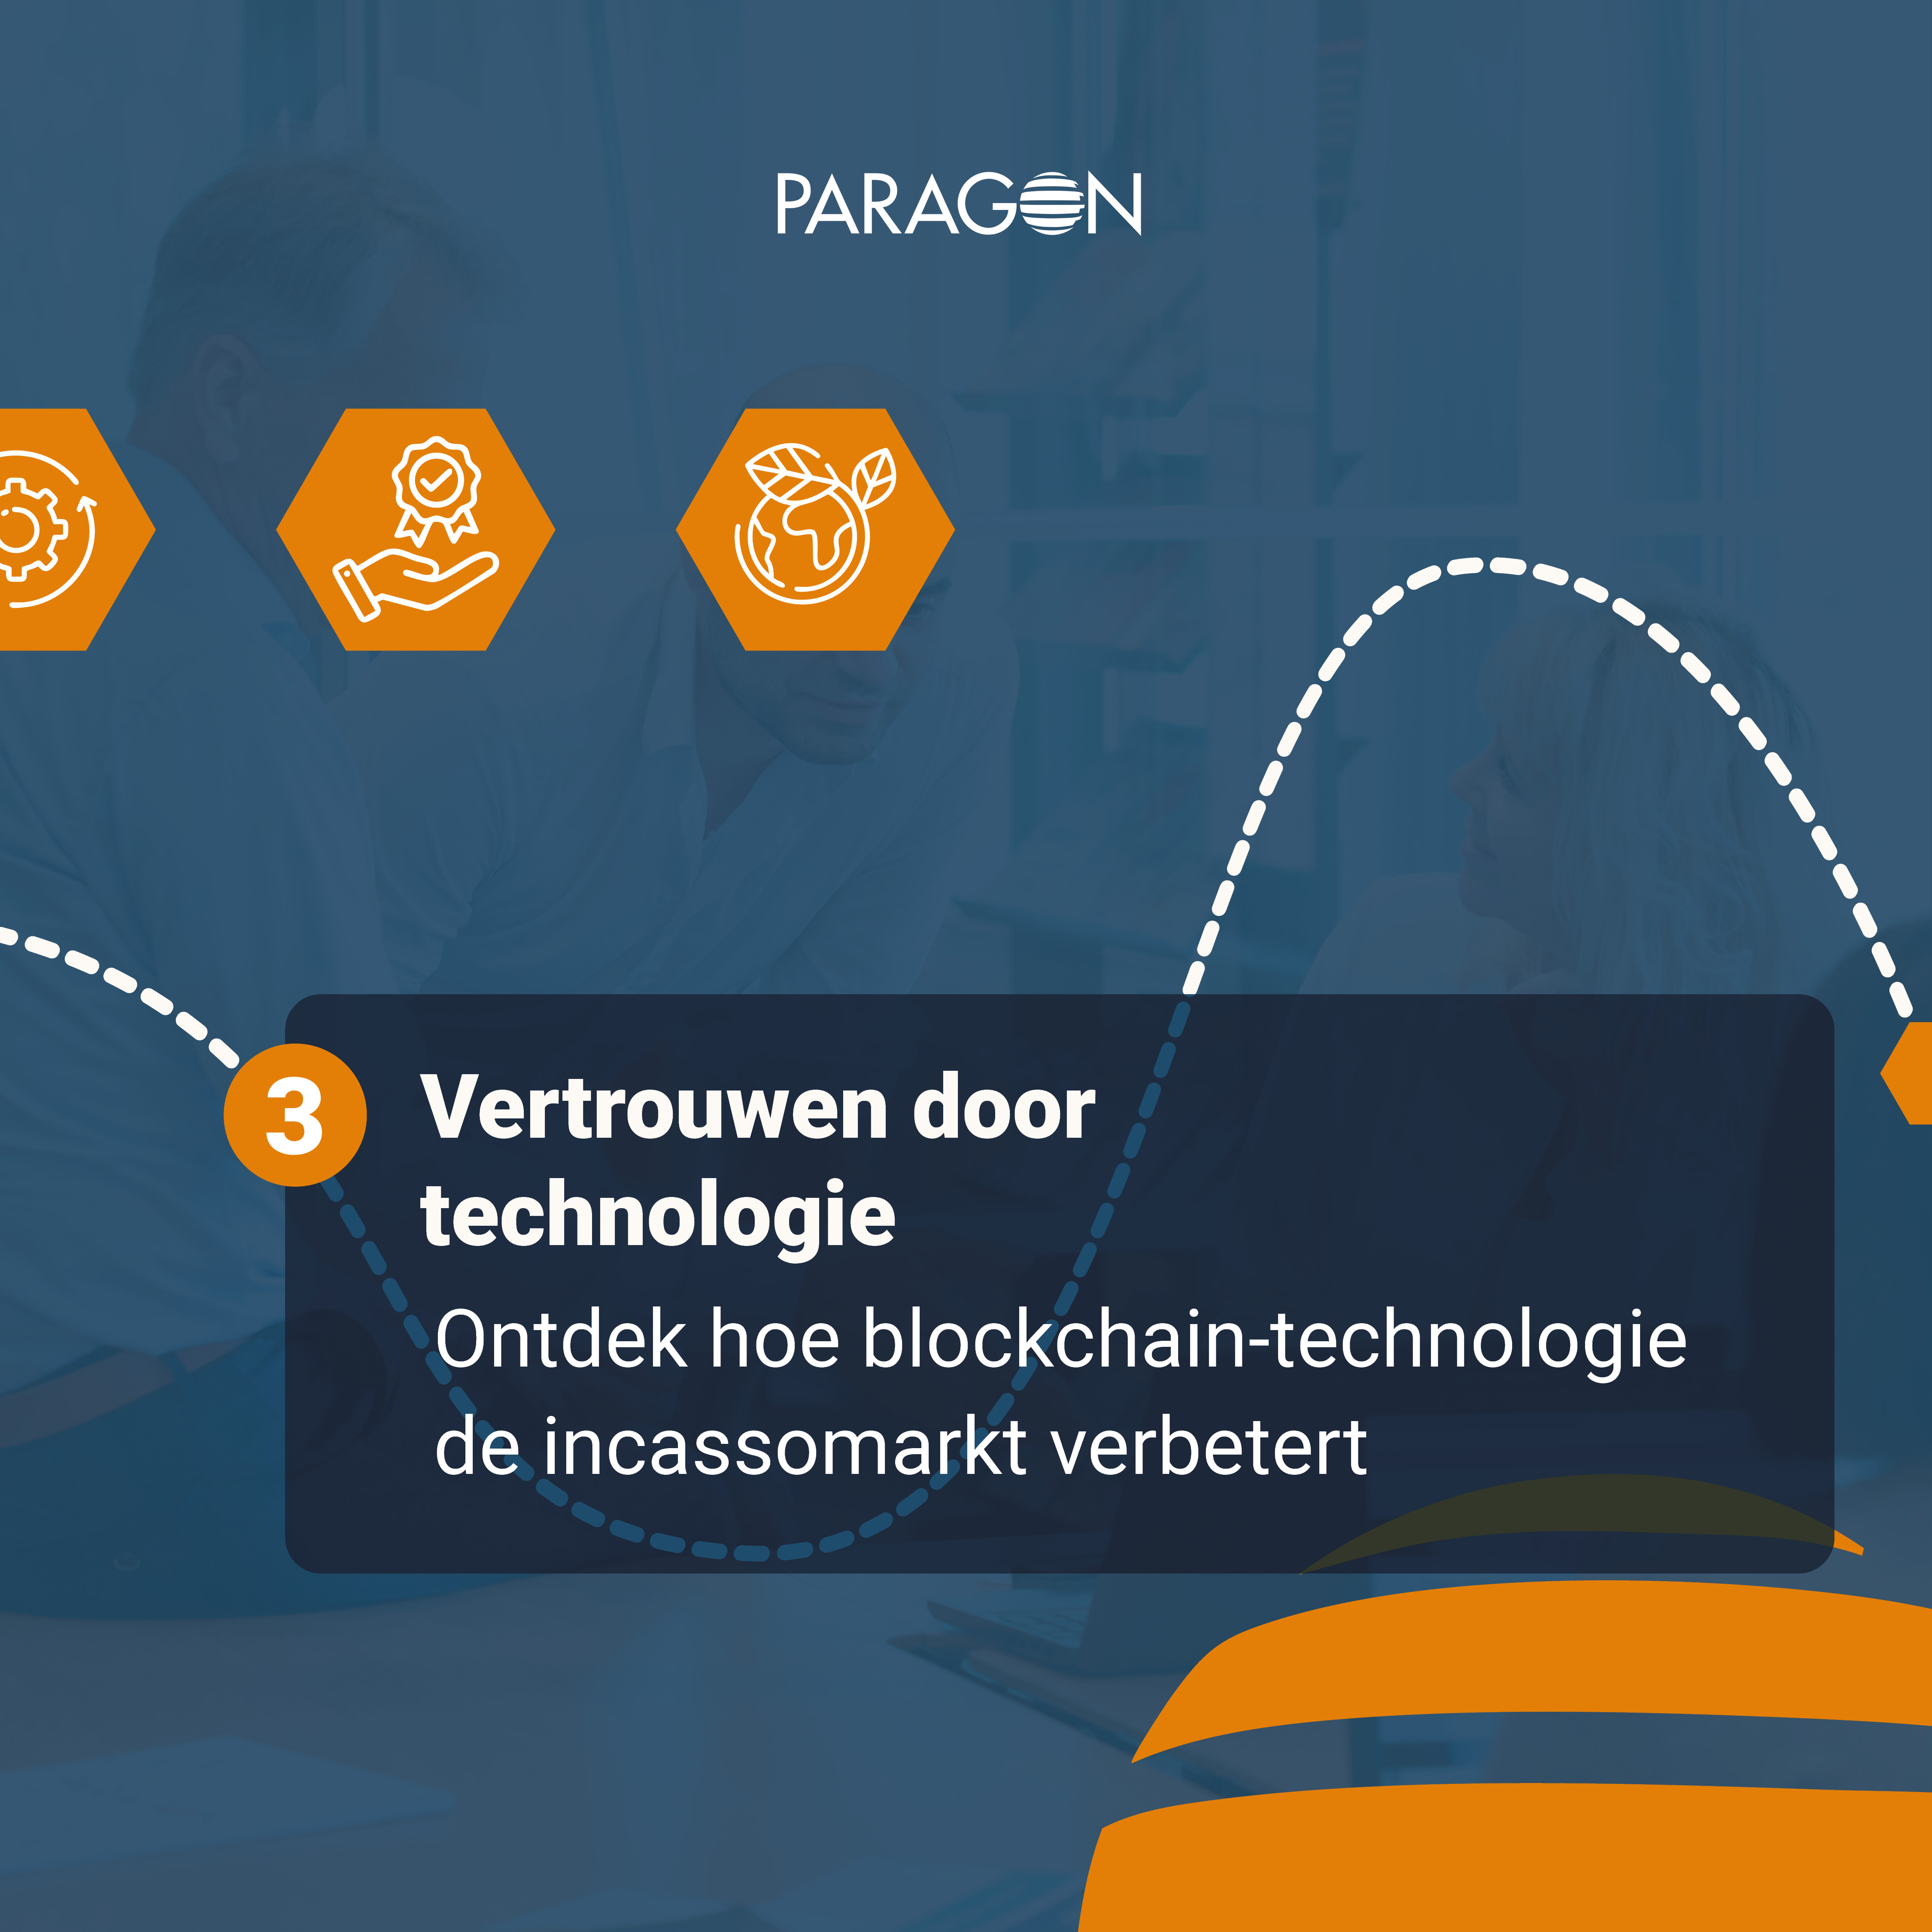 PARAGON
3
Vertrouwen door
technologie
Ontdek hoe blockchain-technologie
de incassomarkt verbetert